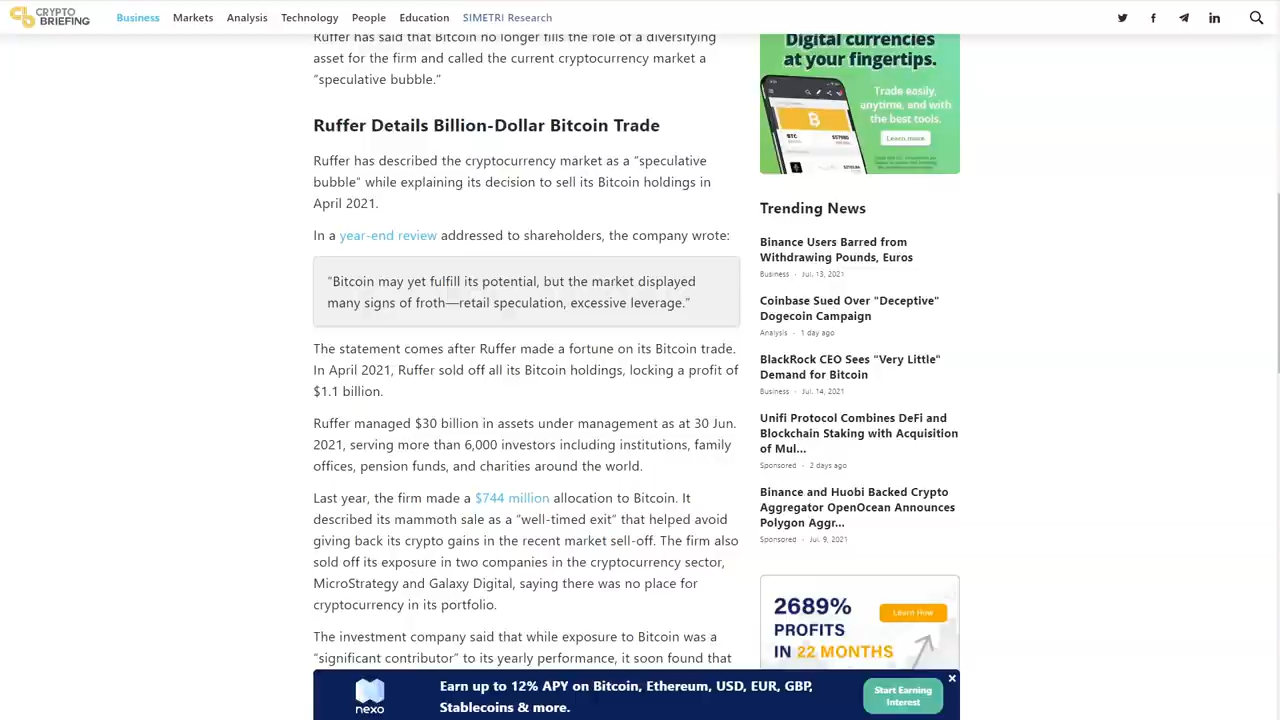 CRYPTO
BRIEFING
Business Markets Analysis Technology People Education SIMETRI Research
Ruffer has said that Bitcoin no longer fills the role of a diversifying
asset for the firm and called the current cryptocurrency market a
“speculative bubble.”
Ruffer Details Billion-Dollar Bitcoin Trade
Ruffer has described the cryptocurrency market as a “speculative
bubble” while explaining its decision to sell its Bitcoin holdings in
April 2021.
In a year-end review addressed to shareholders, the company wrote:
“Bitcoin may yet fulfill its potential, but the market displayed
many signs of froth—retail speculation, excessive leverage.”
The statement comes after Ruffer made a fortune on its Bitcoin trade.
In April 2021, Ruffer sold off all its Bitcoin holdings, locking a profit of
$1.1 billion.
Ruffer managed $30 billion in assets under management as at 30 Jun.
2021, serving more than 6,000 investors including institutions, family
offices, pension funds, and charities around the world.
Last year, the firm made a $744 million allocation to Bitcoin. It
described its mammoth sale as a “well-timed exit” that helped avoid
giving back its crypto gains in the recent market sell-off. The firm also
sold off its exposure in two companies in the cryptocurrency sector,
MicroStrategy and Galaxy Digital, saying there was no place for
cryptocurrency in its portfolio.
The investment company said that while exposure to Bitcoin was a
“significant contributor” to its yearly performance, it soon found that
Digital currencies
at your fingertips.
Trade easily,
anytime, and with
the best tools.
Learn more
BTC
Trending News
Binance Users Barred from
Withdrawing Pounds, Euros
Business - Jul. 13, 2021
Coinbase Sued Over "Deceptive"
Dogecoin Campaign
Analysis - 1 day ago
BlackRock CEO Sees "Very Little"
Demand for Bitcoin
Business - Jul. 14, 2021
Unifi Protocol Combines DeFi and
Blockchain Staking with Acquisition
of Mul...
Sponsored - 2 days ago
Binance and Huobi Backed Crypto
Aggregator OpenOcean Announces
Polygon Aggr...
Sponsored - Jul. 9, 2021
2689%
PROFITS
IN 22 MONTHS
Learn How
nexo
Earn up to 12% APY on Bitcoin, Ethereum, USD, EUR, GBP,
Stablecoins & more.
Start Earning
Interest